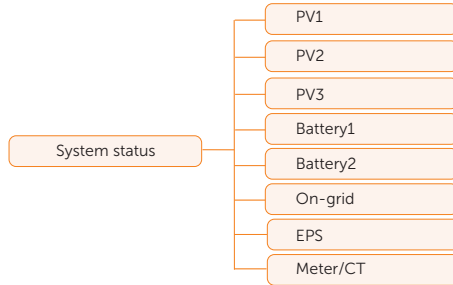 PV1
PV2
PV3
Battery1
System status
Battery2
On-grid
EPS
Meter/CT